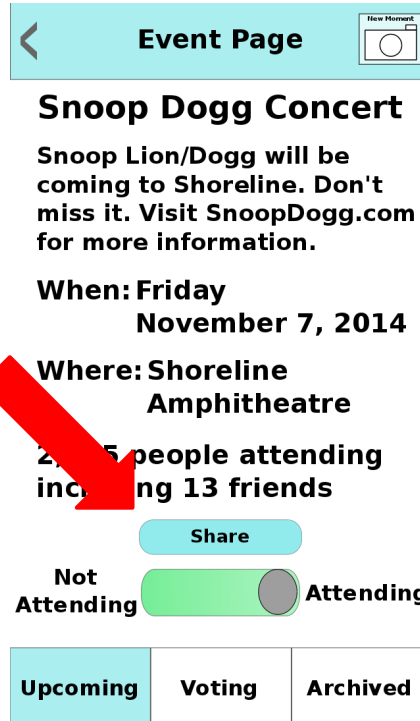 Event Page
New Moment
Snoop Dogg Concert
Snoop Lion/Dogg will be
coming to Shoreline. Don't
miss it. Visit SnoopDogg.com
for more information.
When: Friday
November 7, 2014
Where: Shoreline
Amphitheatre
people attending
13 friends
Share
Not
Attending
Attending
Upcoming
Voting
Archived